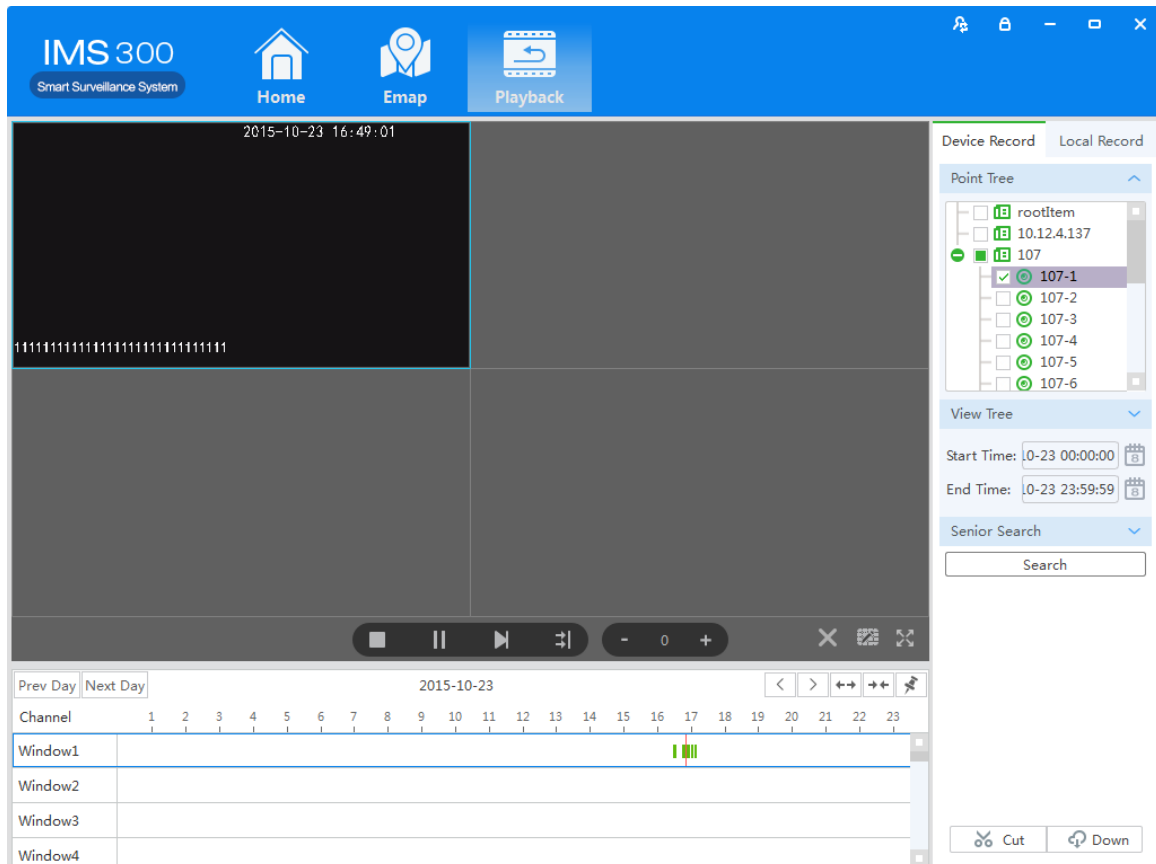 IMS 300
Smart Surveillance System
Home
Emap
Playback
2015-10-23 16:49:01
Device Record
Local Record
Point Tree
rootItem
10.12.4.137
107
107-1
107-2
107-3
107-4
107-5
107-6
View Tree
Start Time: 10-23 00:00:00
End Time: 10-23 23:59:59
Senior Search
Search
- 0 +
Prev Day Next Day 2015-10-23
Channel 1 2 3 4 5 6 7 8 9 10 11 12 13 14 15 16 17 18 19 20 21 22 23
Window1
Window2
Window3
Window4
Cut
Down